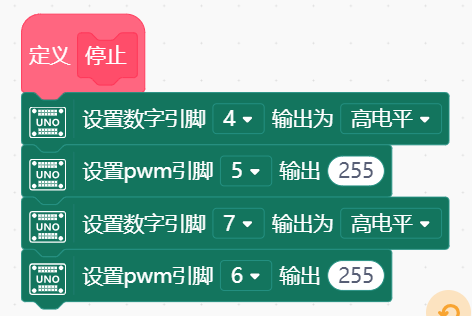 定义 停止
UNO 设置数字引脚 4 输出为 高电平
UNO 设置pwm引脚 5 输出 255
UNO 设置数字引脚 7 输出为 高电平
UNO 设置pwm引脚 6 输出 255